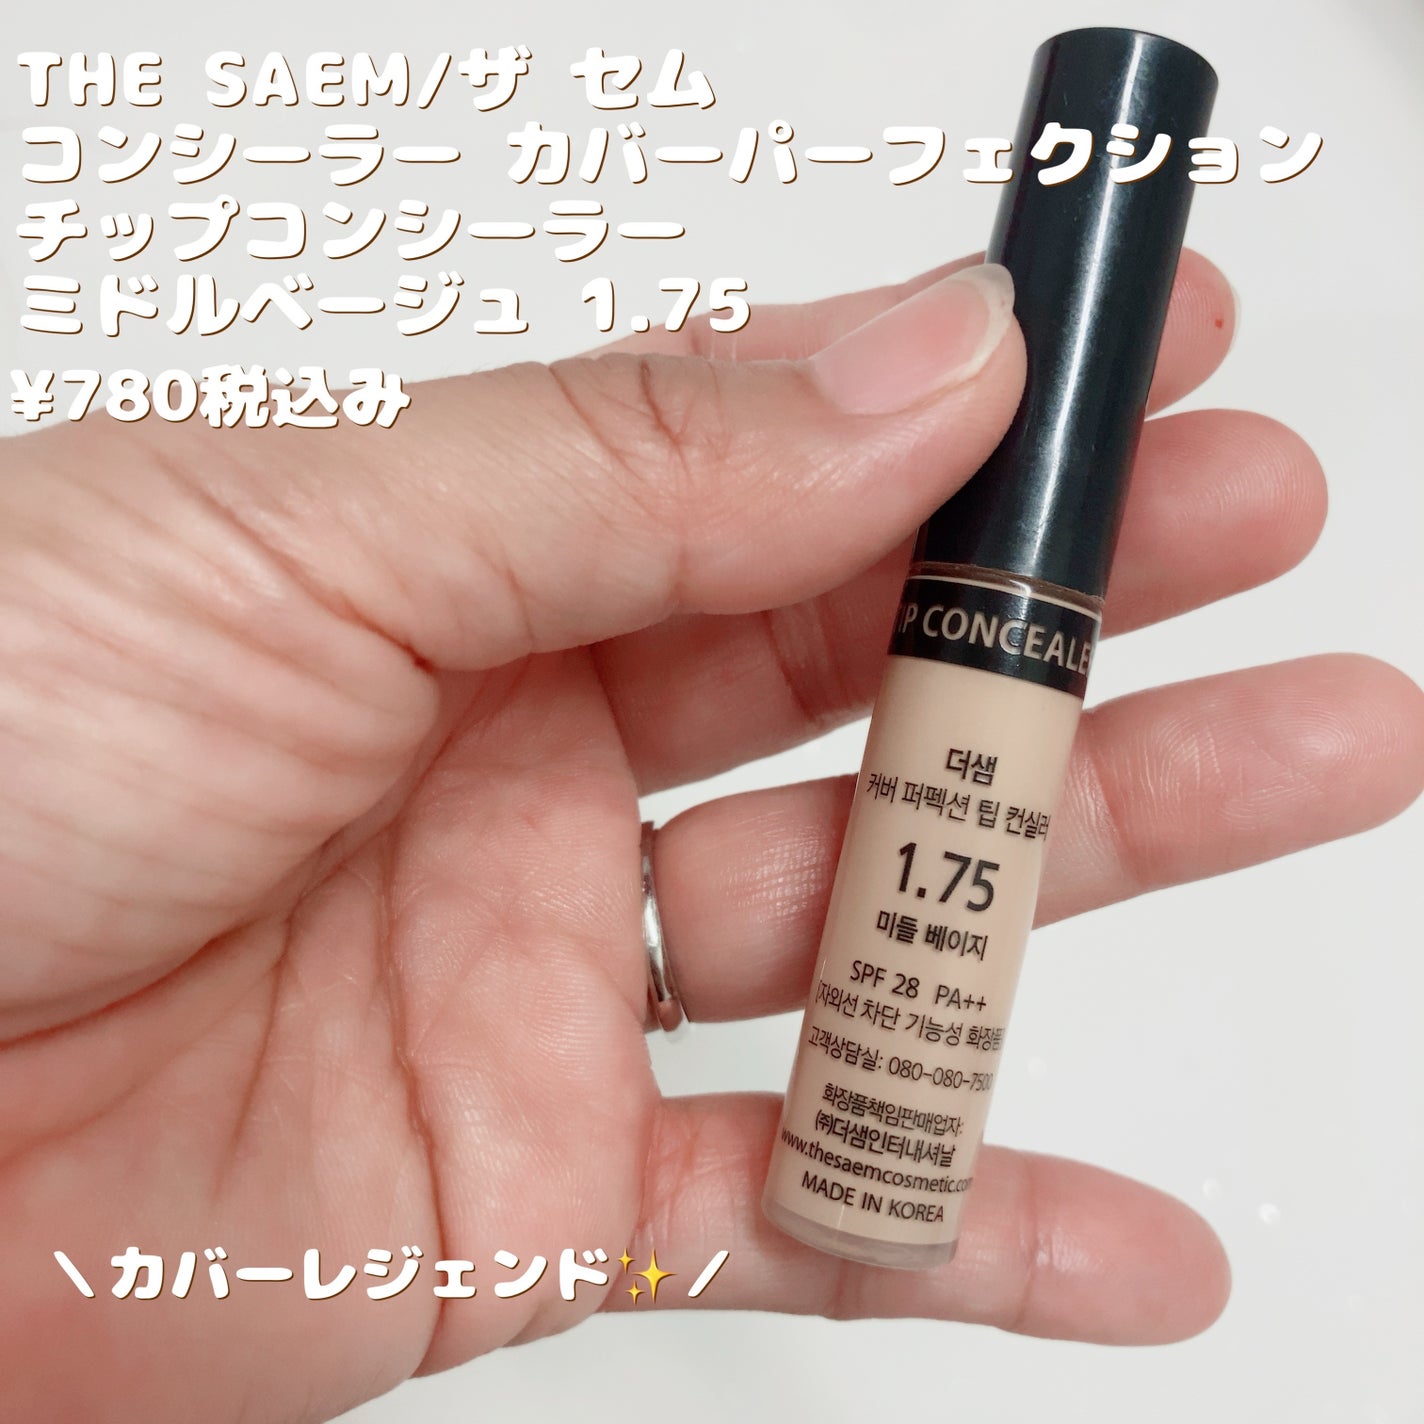 THE SAEM/ザ セム
コンシーラー カバーパーフェクション
チップコンシーラー
ミドルベージュ 1.75
¥780税込み
TIP CONCEALE
더샘
커버 퍼펙션 팁 컨실러
1.75
미들 베이지
SPF 28 PA++
자외선 차단 기능성 화장품
고객상담실: 080-080-7500
화장품책임판매업자:
㈜더샘인터내셔날
www.thesaemcosmetic.com
MADE IN KOREA
\カバーレジェンド✨/